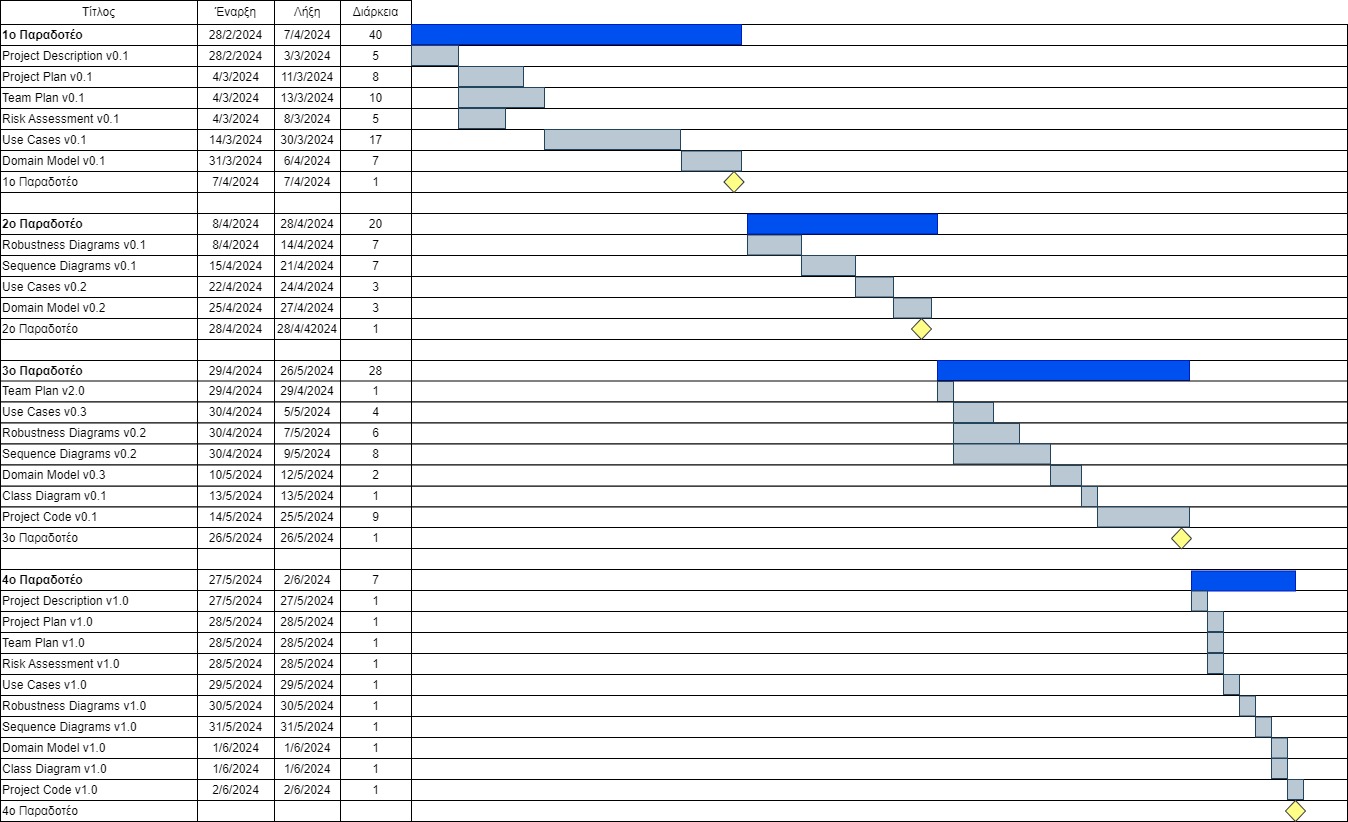 Τίτλος Έναρξη Λήξη Διάρκεια
1ο Παραδοτέο 28/2/2024 7/4/2024 40
Project Description v0.1 28/2/2024 3/3/2024 5
Project Plan v0.1 4/3/2024 11/3/2024 8
Team Plan v0.1 4/3/2024 13/3/2024 10
Risk Assessment v0.1 4/3/2024 8/3/2024 5
Use Cases v0.1 14/3/2024 30/3/2024 17
Domain Model v0.1 31/3/2024 6/4/2024 7
1ο Παραδοτέο 7/4/2024 7/4/2024 1
2ο Παραδοτέο 8/4/2024 28/4/2024 20
Robustness Diagrams v0.1 8/4/2024 14/4/2024 7
Sequence Diagrams v0.1 15/4/2024 21/4/2024 7
Use Cases v0.2 22/4/2024 24/4/2024 3
Domain Model v0.2 25/4/2024 27/4/2024 3
2ο Παραδοτέο 28/4/2024 28/4/42024 1
3ο Παραδοτέο 29/4/2024 26/5/2024 28
Team Plan v2.0 29/4/2024 29/4/2024 1
Use Cases v0.3 30/4/2024 5/5/2024 4
Robustness Diagrams v0.2 30/4/2024 7/5/2024 6
Sequence Diagrams v0.2 30/4/2024 9/5/2024 8
Domain Model v0.3 10/5/2024 12/5/2024 2
Class Diagram v0.1 13/5/2024 13/5/2024 1
Project Code v0.1 14/5/2024 25/5/2024 9
3ο Παραδοτέο 26/5/2024 26/5/2024 1
4ο Παραδοτέο 27/5/2024 2/6/2024 7
Project Description v1.0 27/5/2024 27/5/2024 1
Project Plan v1.0 28/5/2024 28/5/2024 1
Team Plan v1.0 28/5/2024 28/5/2024 1
Risk Assessment v1.0 28/5/2024 28/5/2024 1
Use Cases v1.0 29/5/2024 29/5/2024 1
Robustness Diagrams v1.0 30/5/2024 30/5/2024 1
Sequence Diagrams v1.0 31/5/2024 31/5/2024 1
Domain Model v1.0 1/6/2024 1/6/2024 1
Class Diagram v1.0 1/6/2024 1/6/2024 1
Project Code v1.0 2/6/2024 2/6/2024 1
4ο Παραδοτέο